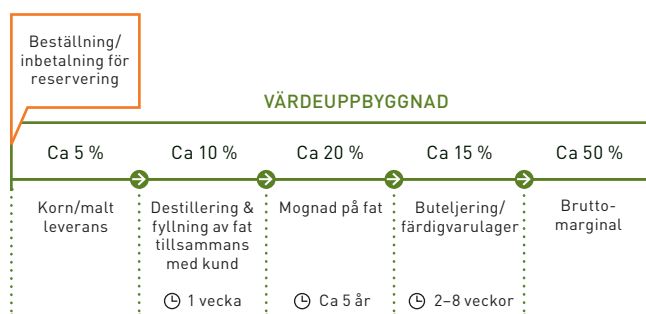 Beställning/
inbetalning för
reservering
VÄRDEUPPBYGGNAD
Ca 5 %
Ca 10 %
Ca 20 %
Ca 15 %
Ca 50 %
Korn/malt
leverans
Destillering &
fyllning av fat
tillsammans
med kund
Mognad på fat
Buteljering/
färdigvarulager
Brutto-
marginal
1 vecka
Ca 5 år
2–8 veckor